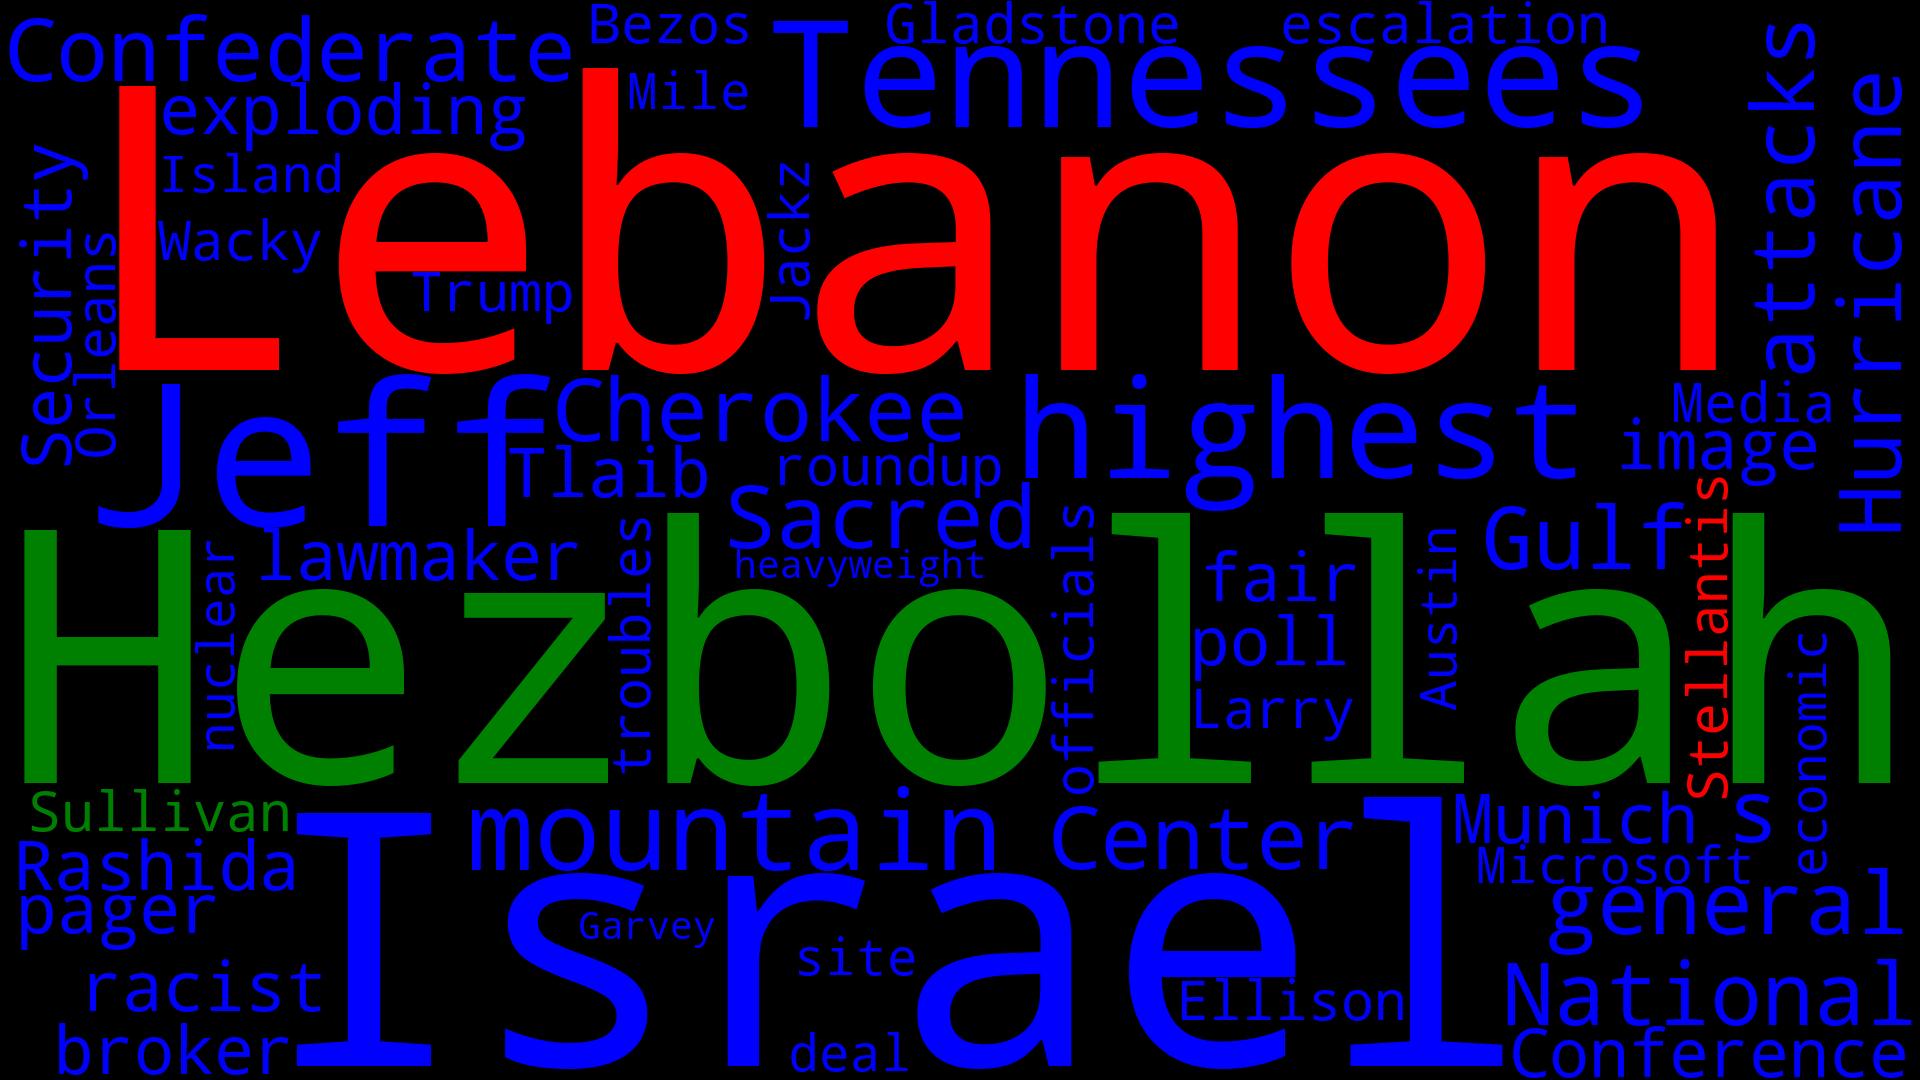 Confederate
Bezos
Gladstone
escalation
Tennessees
Mile
exploding
Lebanon
Island
Wacky
Trump
Jackz
Security
Orleans
attacks
Hurricane
Jeff
Cherokee
highest
Media
image
Tlaib
roundup
Sacred
Gulf
lawmaker
heavyweight
Hezbollah
nuclear
troubles
officials
fair
poll
Larry
Austin
Stellantis
economic
Sullivan
Israel
mountain
Center
Munich
s
Microsoft
Rashida
pager
general
Garvey
site
racist
Ellison
National
broker
deal
Conference